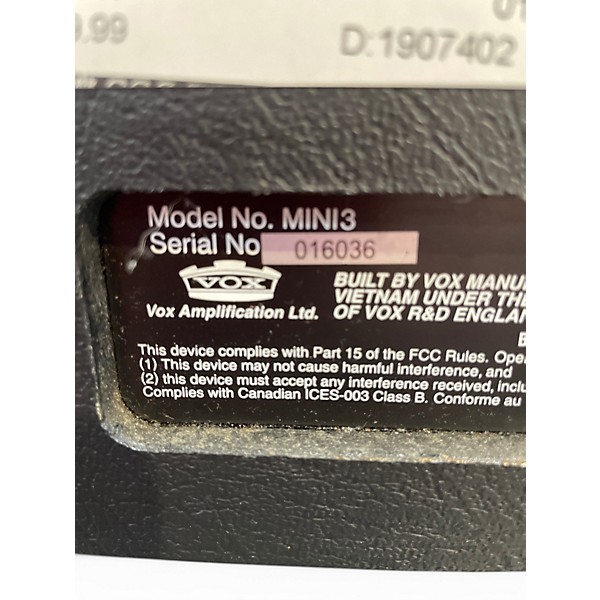 .99
D:1907402
Model No. MINI3
Serial No 016036
VOX
Vox Amplification Ltd.
BUILT BY VOX MANU
VIETNAM UNDER THE
OF VOX R&D ENGLAN
This device complies with Part 15 of the FCC Rules. Ope
(1) This device may not cause harmful interference, and
(2) this device must accept any interference received, inclu
Complies with Canadian ICES-003 Class B. Conforme au